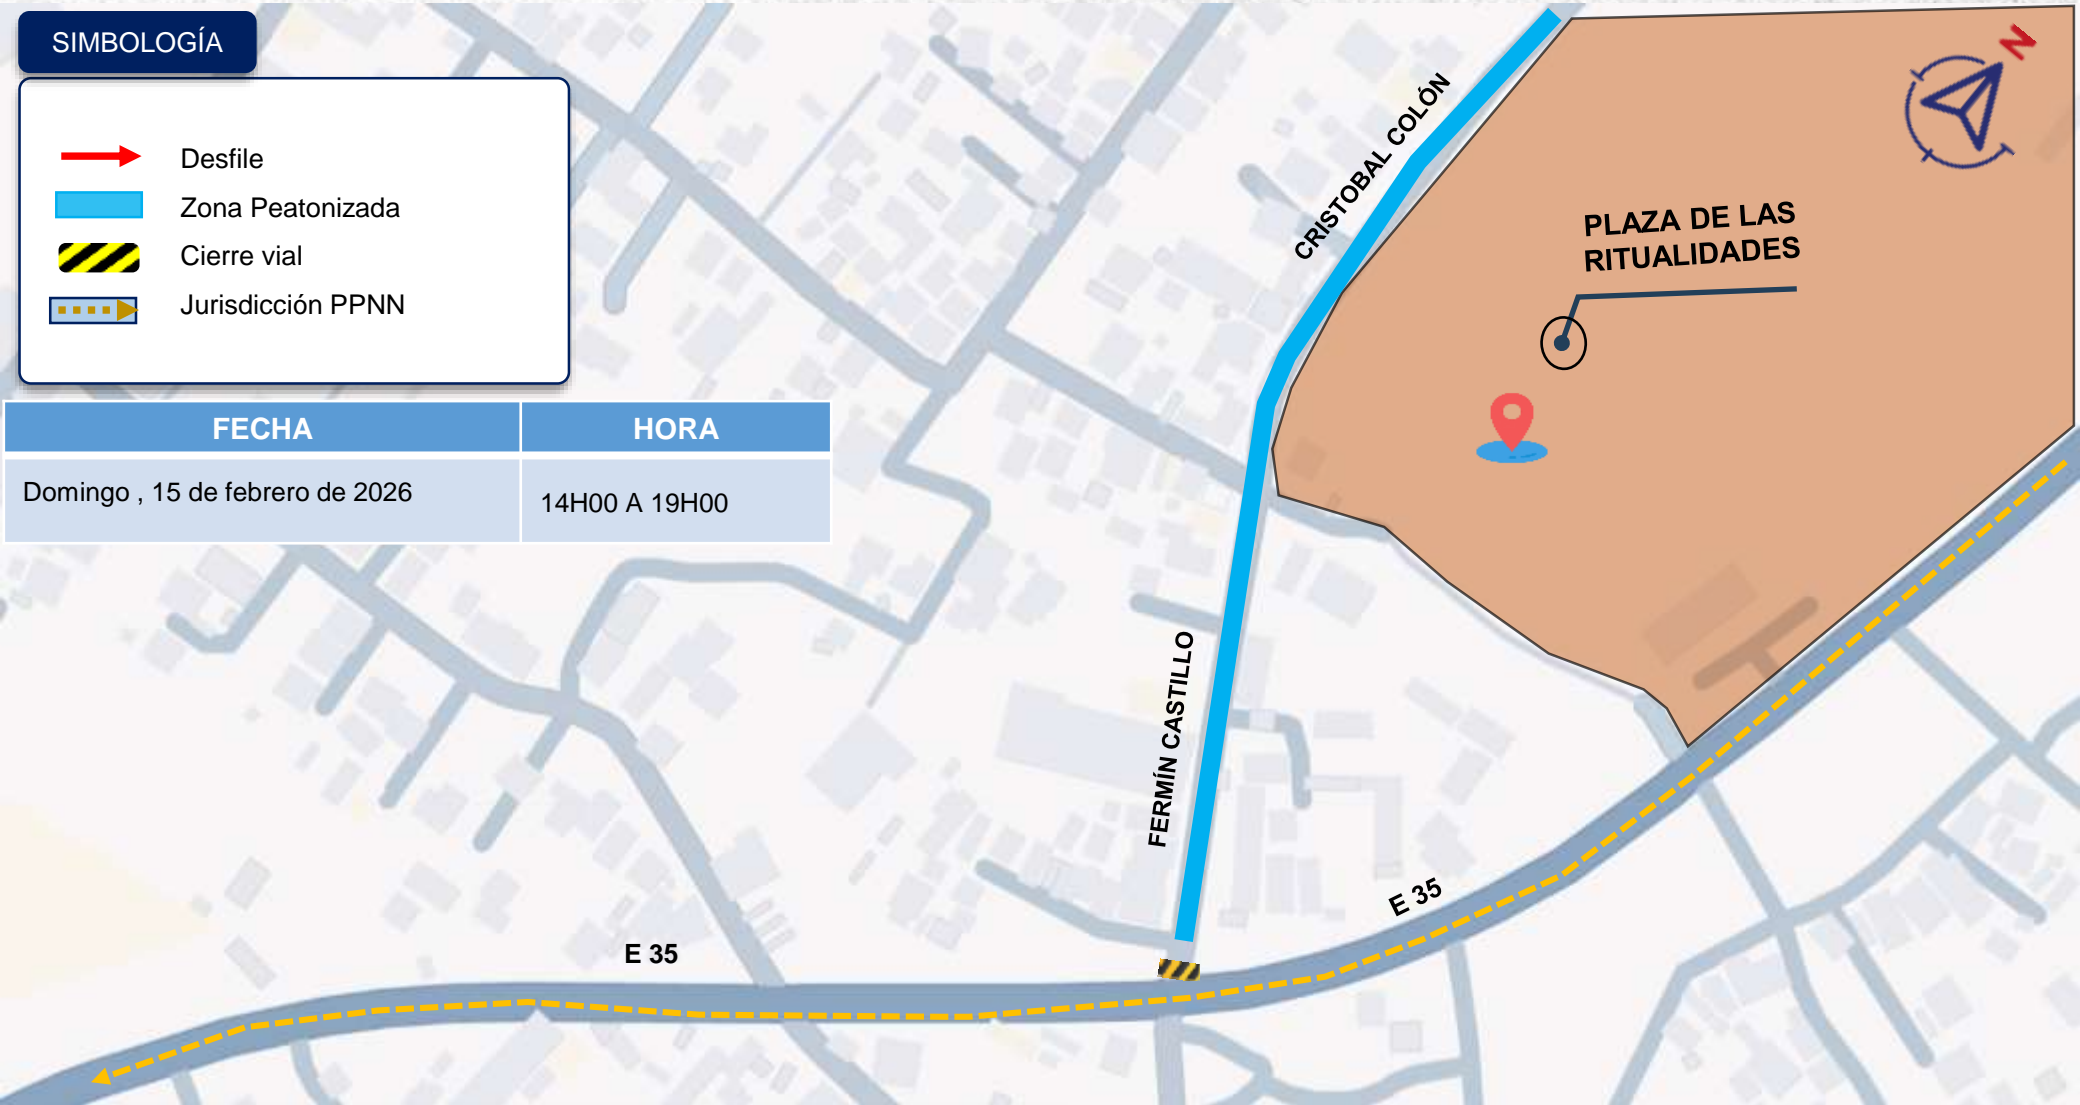 SIMBOLOGÍA
Desfile
Zona Peatonizada
Cierre vial
Jurisdicción PPNN
FECHA
HORA
Domingo , 15 de febrero de 2026
14H00 A 19H00
N
CRISTOBAL COLÓN
PLAZA DE LAS
RITUALIDADES
FERMÍN CASTILLO
E 35
E 35